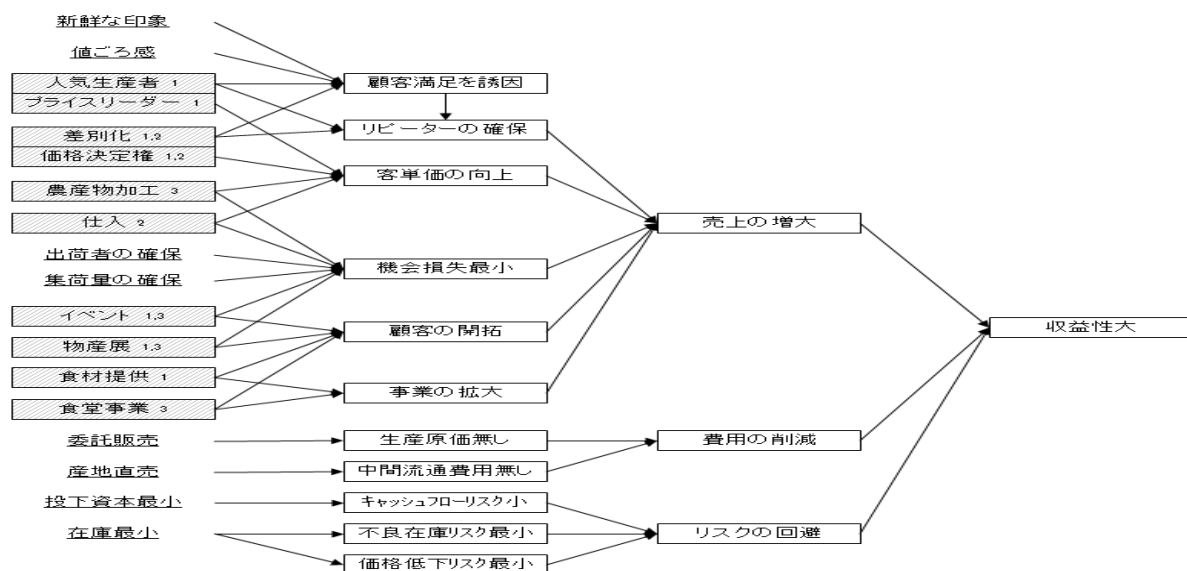 新鮮な印象
値ごろ感
人気生産者 1
プライスリーダー 1
差別化 1,2
価格決定権 1,2
農産物加工 3
仕入 2
出荷者の確保
集荷量の確保
イベント 1,3
物産展 1,3
食材提供 1
食堂事業 3
委託販売
産地直売
投下資本最小
在庫最小
顧客満足を誘因
リピーターの確保
客単価の向上
機会損失最小
顧客の開拓
事業の拡大
生産原価無し
中間流通費用無し
キャッシュフローリスク小
不良在庫リスク最小
価格低下リスク最小
売上の増大
費用の削減
リスクの回避
収益性大